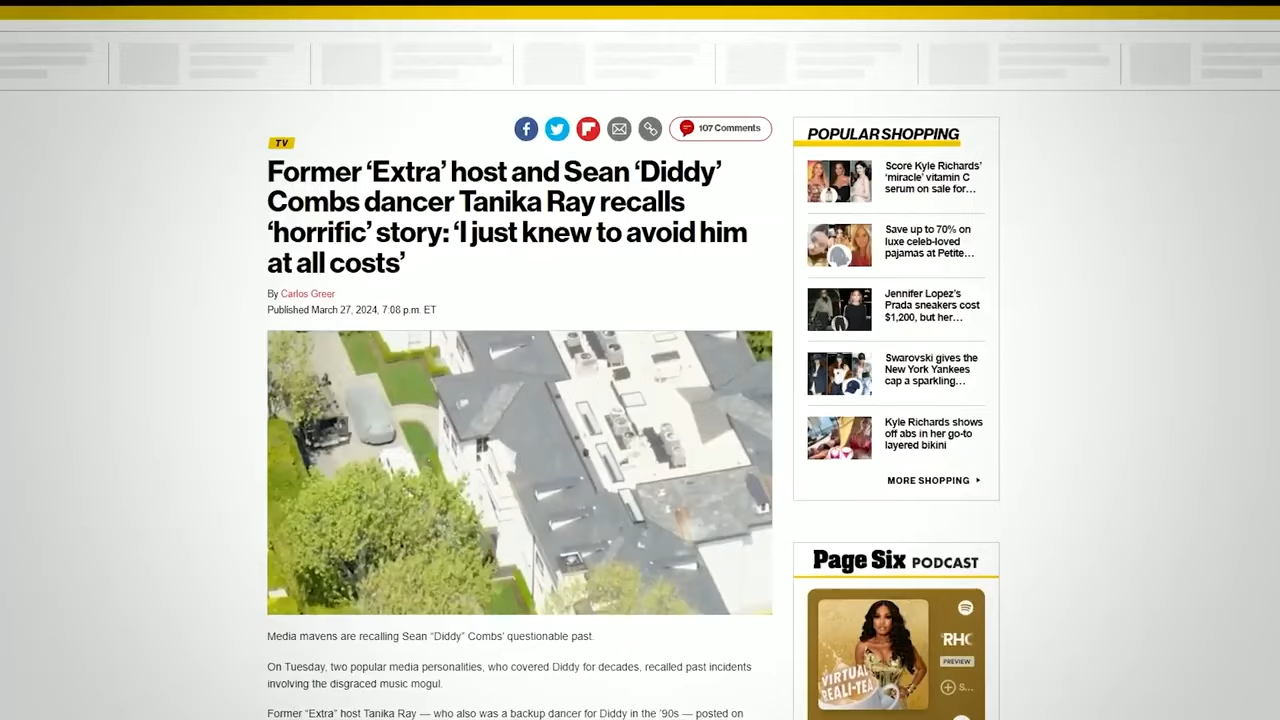 107 Comments
TV
Former ‘Extra’ host and Sean ‘Diddy’
Combs dancer Tanika Ray recalls
‘horrific’ story: ‘I just knew to avoid him
at all costs’
By Carlos Greer
Published March 27, 2024, 7:08 p.m. ET
Media mavens are recalling Sean “Diddy” Combs’ questionable past.
On Tuesday, two popular media personalities, who covered Diddy for decades, recalled past incidents
involving the disgraced music mogul.
Former “Extra” host Tanika Ray — who also was a backup dancer for Diddy in the ’90s — posted on
POPULAR SHOPPING
Score Kyle Richards’
‘miracle’ vitamin C
serum on sale for...
Save up to 70% on
luxe celeb-loved
pajamas at Petite...
Jennifer Lopez’s
Prada sneakers cost
$1,200, but her...
Swarovski gives the
New York Yankees
cap a sparkling...
Kyle Richards shows
off abs in her go-to
layered bikini
MORE SHOPPING
Page Six PODCAST
VIRTUAL
REALI-TEA
‘RHO
PREVIEW
S...